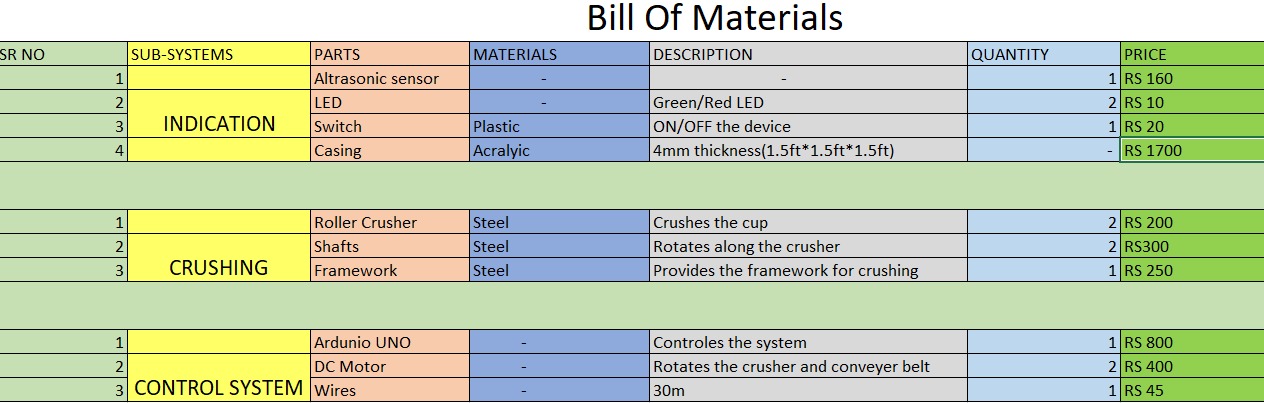 Bill Of Materials
SR NO SUB-SYSTEMS PARTS MATERIALS DESCRIPTION QUANTITY PRICE
1 Altrasonic sensor - - 1 RS 160
2 LED - Green/Red LED 2 RS 10
INDICATION
3 Switch Plastic ON/OFF the device 1 RS 20
4 Casing Acralyic 4mm thickness(1.5ft*1.5ft*1.5ft) - RS 1700
1 Roller Crusher Steel Crushes the cup 2 RS 200
2 Shafts Steel Rotates along the crusher 2 RS300
3 CRUSHING Framework Steel Provides the framework for crushing 1 RS 250
1 Ardunio UNO - Controles the system 1 RS 800
2 DC Motor - Rotates the crusher and conveyer belt 2 RS 400
3 CONTROL SYSTEM Wires - 30m 1 RS 45